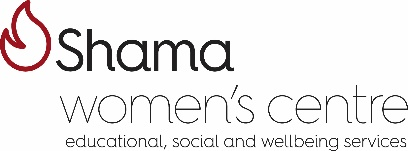 Shama
women's centre
educational, social and wellbeing services